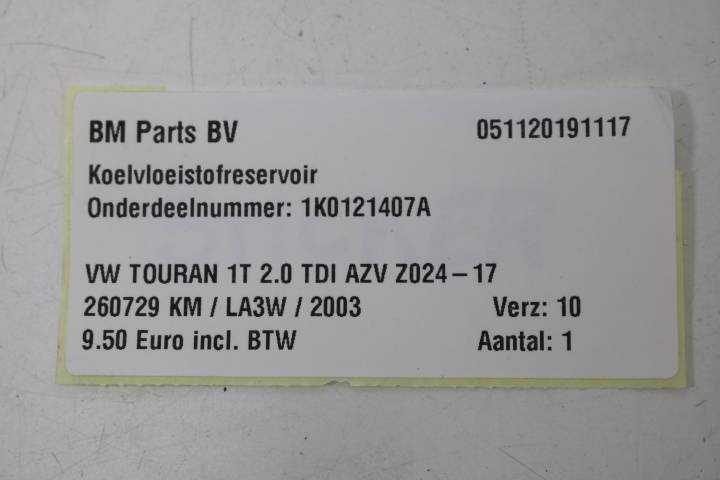 BM Parts BV 051120191117
Koelvloeistofreservoir
Onderdeelnummer: 1K0121407A
VW TOURAN 1T 2.0 TDI AZV Z024-17
260729 KM / LA3W / 2003 Verz: 10
9.50 Euro incl. BTW Aantal: 1